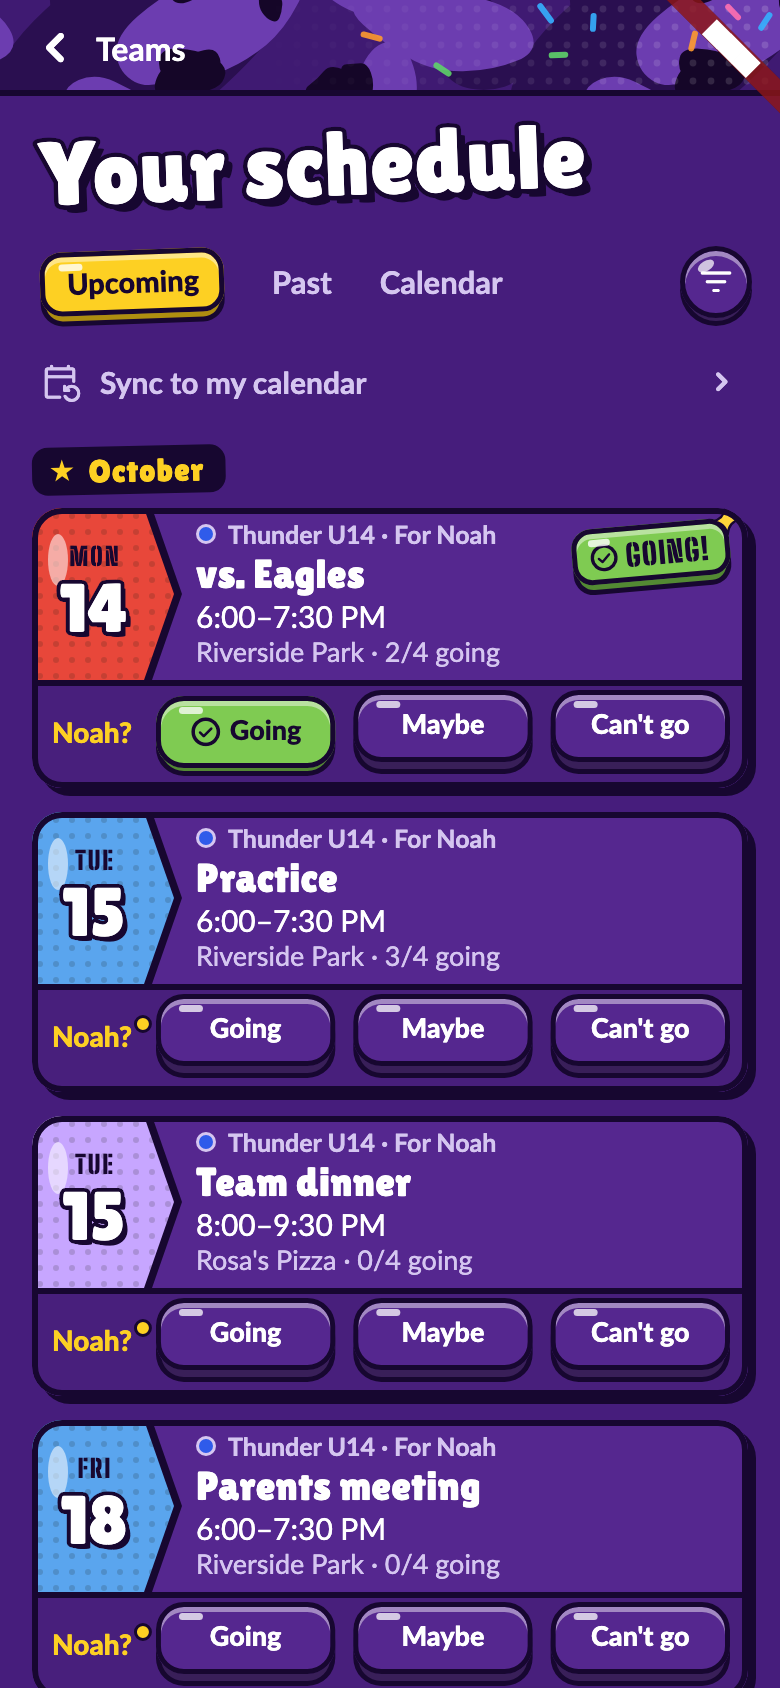 Teams
Your schedule
Upcoming
Past
Calendar
Sync to my calendar
★ October
MON
14
Thunder U14 · For Noah
vs. Eagles
6:00–7:30 PM
Riverside Park · 2/4 going
GOING!
Noah?
Going
Maybe
Can't go
TUE
15
Thunder U14 · For Noah
Practice
6:00–7:30 PM
Riverside Park · 3/4 going
Noah?
Going
Maybe
Can't go
TUE
15
Thunder U14 · For Noah
Team dinner
8:00–9:30 PM
Rosa's Pizza · 0/4 going
Noah?
Going
Maybe
Can't go
FRI
18
Thunder U14 · For Noah
Parents meeting
6:00–7:30 PM
Riverside Park · 0/4 going
Noah?
Going
Maybe
Can't go